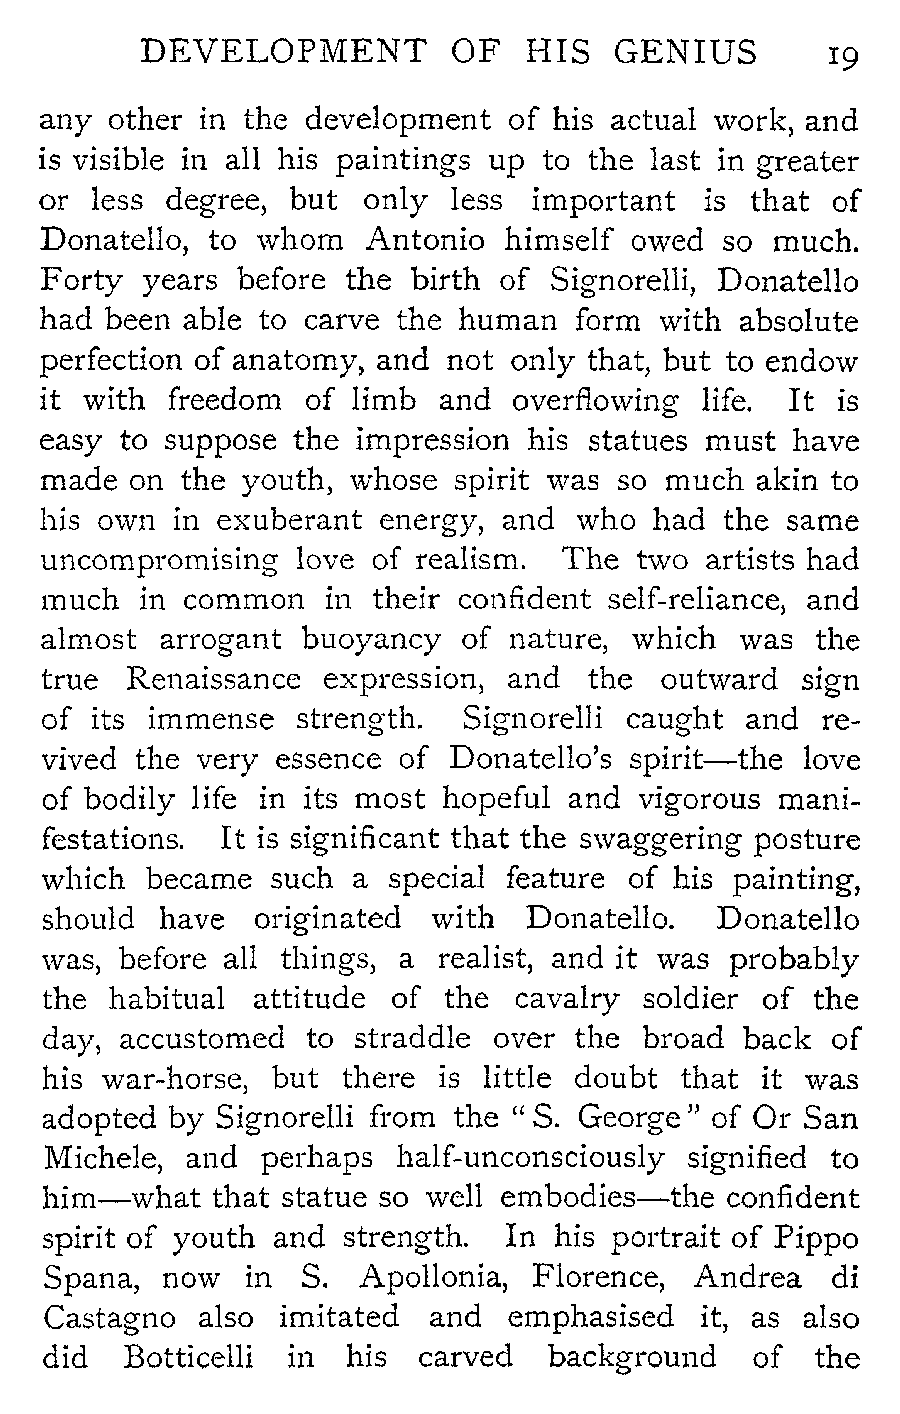 DEVELOPMENT OF HIS GENIUS 19
any other in the development of his actual work, and
is visible in all his paintings up to the last in greater
or less degree, but only less important is that of
Donatello, to whom Antonio himself owed so much.
Forty years before the birth of Signorelli, Donatello
had been able to carve the human form with absolute
perfection of anatomy, and not only that, but to endow
it with freedom of limb and overflowing life. It is
easy to suppose the impression his statues must have
made on the youth, whose spirit was so much akin to
his own in exuberant energy, and who had the same
uncompromising love of realism. The two artists had
much in common in their confident self-reliance, and
almost arrogant buoyancy of nature, which was the
true Renaissance expression, and the outward sign
of its immense strength. Signorelli caught and re-
vived the very essence of Donatello's spirit—the love
of bodily life in its most hopeful and vigorous mani-
festations. It is significant that the swaggering posture
which became such a special feature of his painting,
should have originated with Donatello. Donatello
was, before all things, a realist, and it was probably
the habitual attitude of the cavalry soldier of the
day, accustomed to straddle over the broad back of
his war-horse, but there is little doubt that it was
adopted by Signorelli from the "S. George" of Or San
Michele, and perhaps half-unconsciously signified to
him—what that statue so well embodies—the confident
spirit of youth and strength. In his portrait of Pippo
Spana, now in S. Apollonia, Florence, Andrea di
Castagno also imitated and emphasised it, as also
did Botticelli in his carved background of the